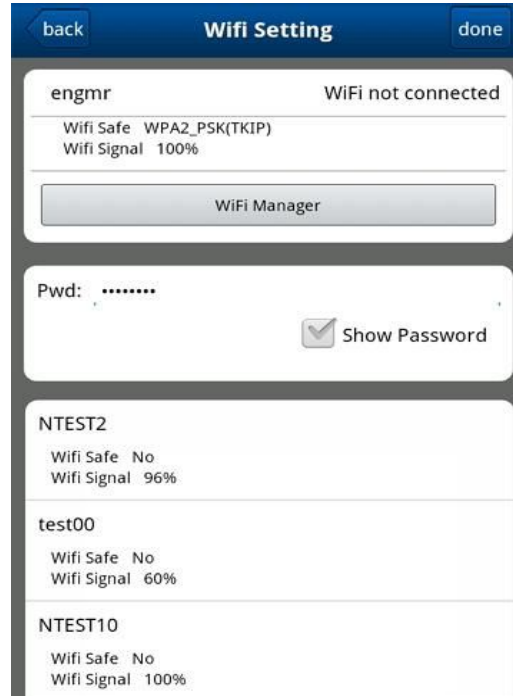 back Wifi Setting done
engmr WiFi not connected
Wifi Safe WPA2_PSK(TKIP)
Wifi Signal 100%
WiFi Manager
Pwd: ••••••••
Show Password
NTEST2
Wifi Safe No
Wifi Signal 96%
test00
Wifi Safe No
Wifi Signal 60%
NTEST10
Wifi Safe No
Wifi Signal 100%